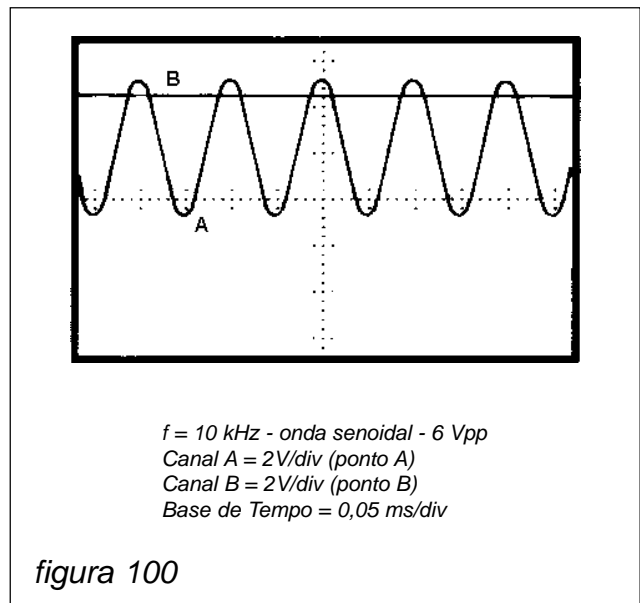 B
A
f = 10 kHz - onda senoidal - 6 Vpp
Canal A = 2V/div (ponto A)
Canal B = 2V/div (ponto B)
Base de Tempo = 0,05 ms/div
figura 100